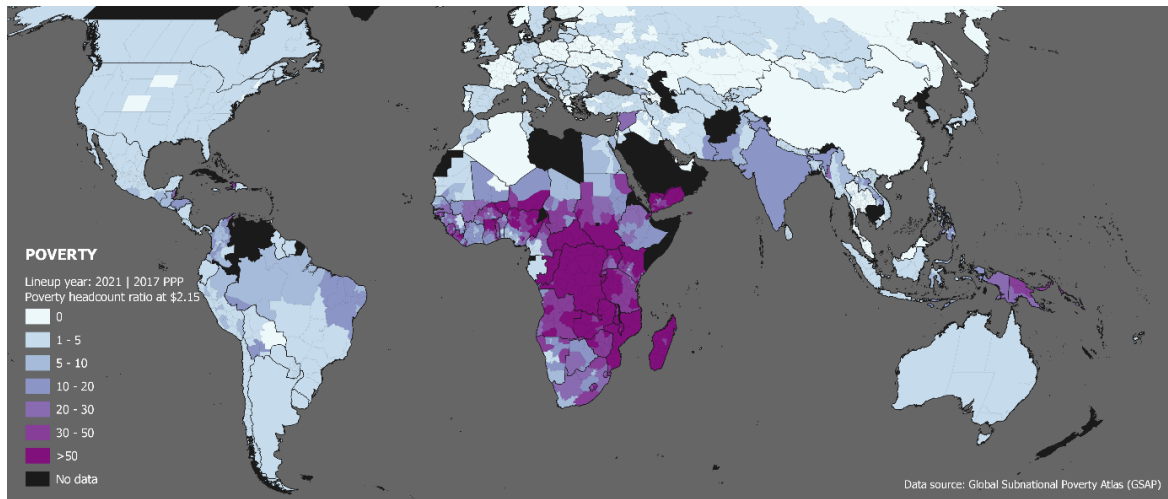 POVERTY
Lineup year: 2021 | 2017 PPP
Poverty headcount ratio at $2.15
0
1 - 5
5 - 10
10 - 20
20 - 30
30 - 50
>50
No data
Data source: Global Subnational Poverty Atlas (GSAP)